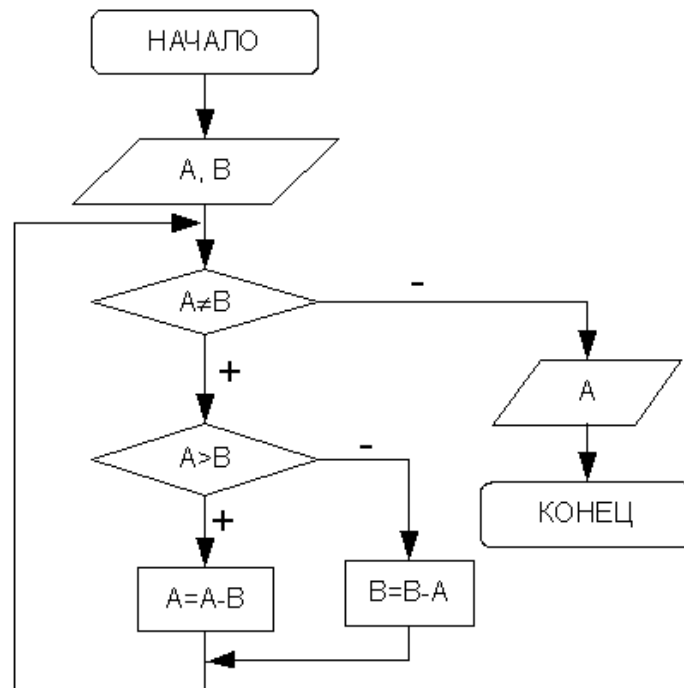 НАЧАЛО
А, В
А≠В
-
+
А
А>В
-
+
КОНЕЦ
А=А-В
В=В-А